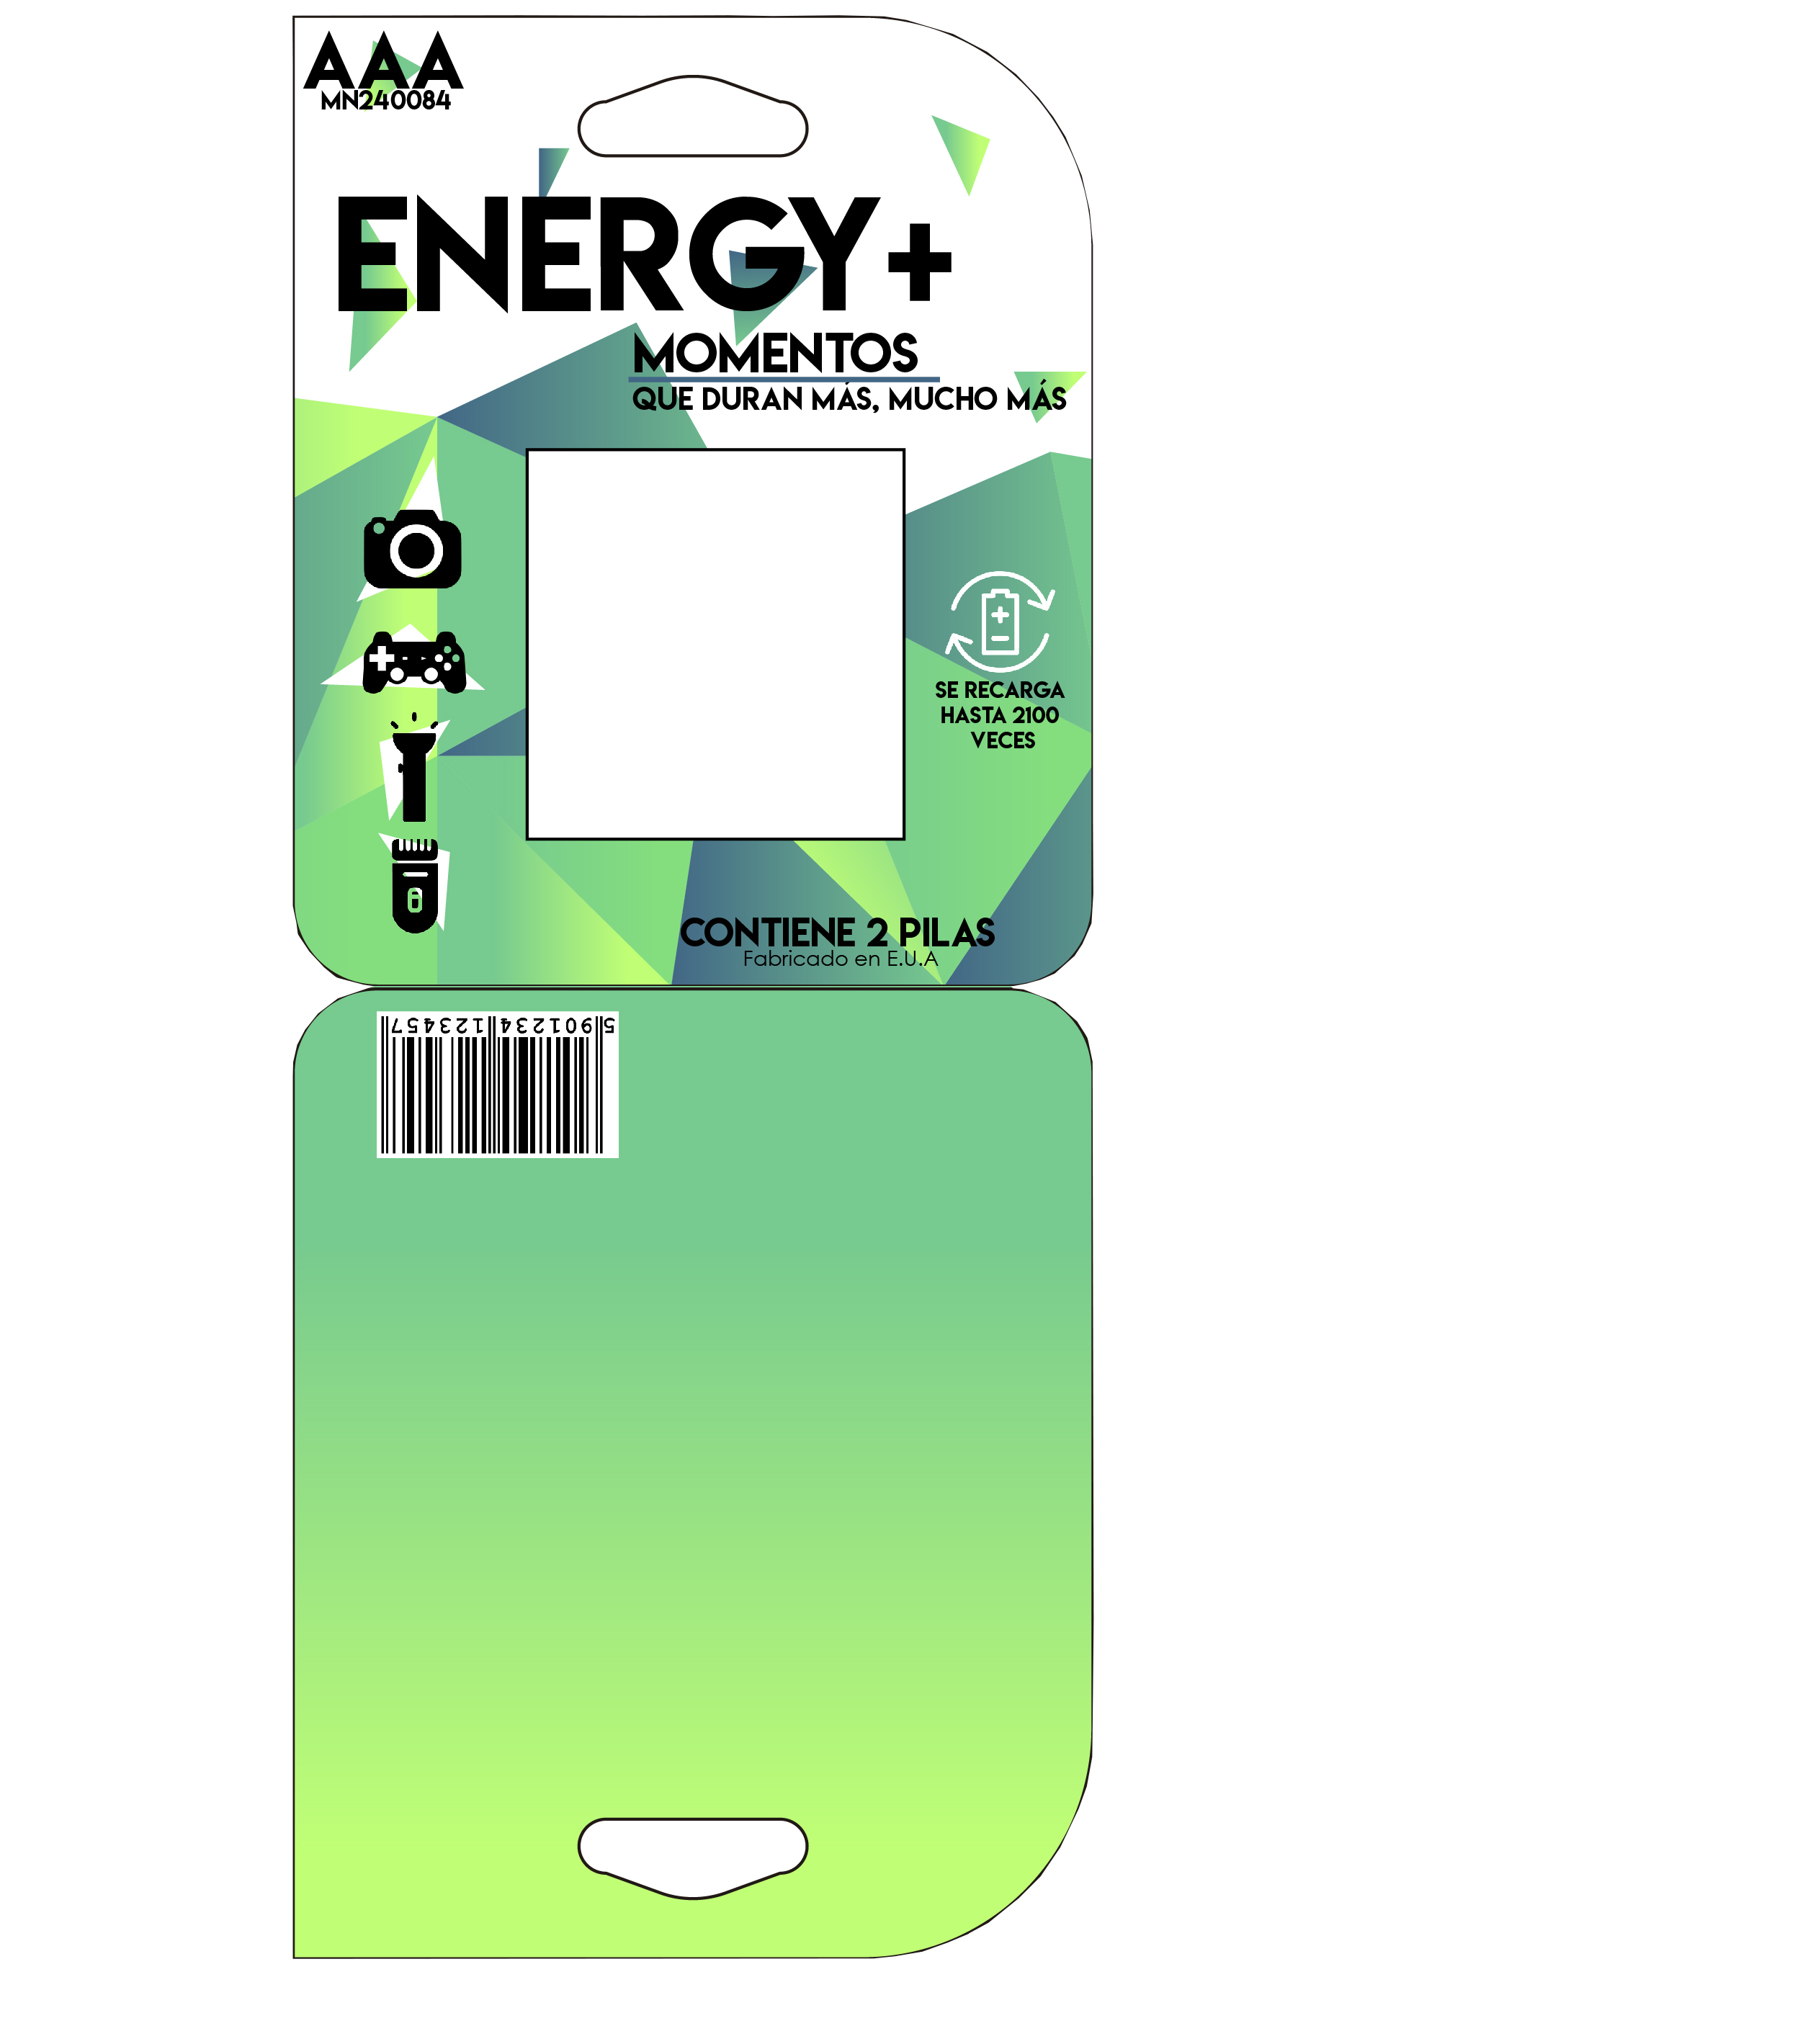 AAA
MN240084
ENERGY+
MOMENTOS
QUE DURAN MÁS, MUCHO MÁS
SE RECARGA
HASTA 2100
VECES
CONTIENE 2 PILAS
Fabricado en E.U.A
5 901234 123457